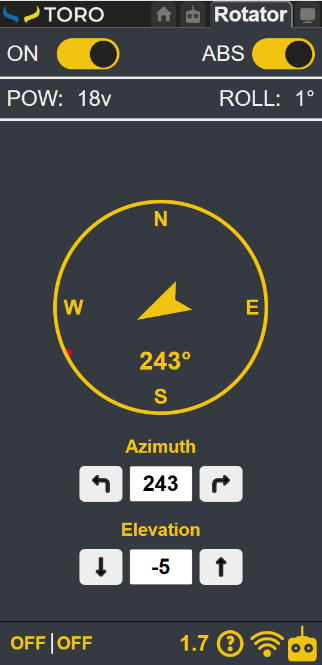 TORO Rotator
ON ABS
POW: 18v ROLL: 1°
N
W E
243°
S
Azimuth
243
Elevation
-5
OFF|OFF 1.7 ?